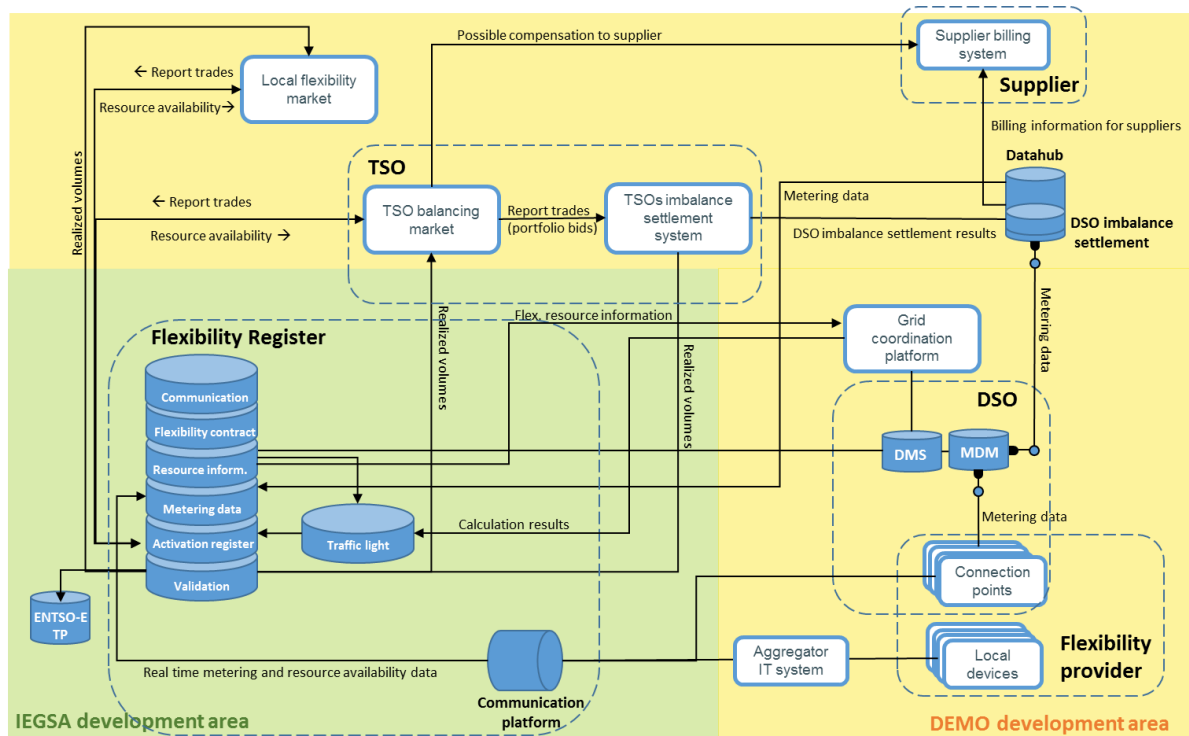 Possible compensation to supplier
Supplier billing
system
Supplier
← Report trades
Local flexibility
market
Resource availability→
Billing information for suppliers
Realized volumes
Datahub
TSO
Metering data
← Report trades
TSO balancing
market
Report trades
(portfolio bids)
TSOs imbalance
settlement
system
Resource availability →
DSO imbalance settlement results
DSO imbalance
settlement
Realized volumes
Realized volumes
Metering data
Flex. resource information
Grid
coordination
platform
Flexibility Register
Communication
Flexibility contract
Resource inform.
Metering data
Activation register
Validation
DSO
DMS
MDM
Calculation results
Traffic light
Metering data
Connection
points
ENTSO-E
TP
Flexibility
provider
Aggregator
IT system
Local
devices
Real time metering and resource availability data
Communication
platform
IEGSA development area
DEMO development area